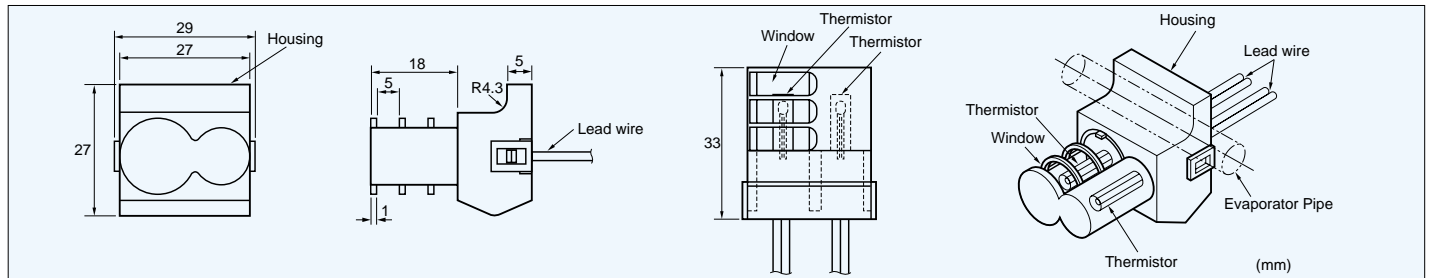 29
27
Housing
27
18
5
5
R4.3
Lead wire
1
Thermistor
Window
Thermistor
33
Housing
Lead wire
Thermistor
Window
Evaporator Pipe
Thermistor
(mm)